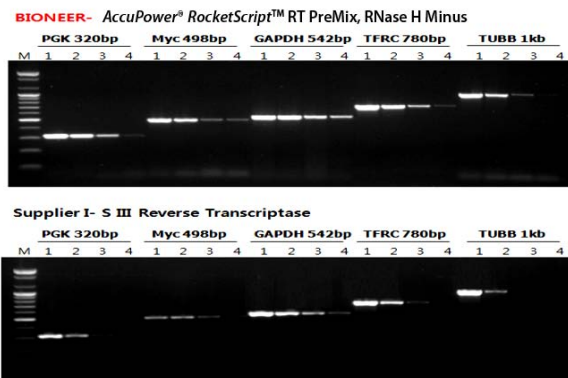 BIONEER- AccuPower® RocketScript™ RT PreMix, RNase H Minus
PGK 320bp Myc 498bp GAPDH 542bp TFRC 780bp TUBB 1kb
M 1 2 3 4 1 2 3 4 1 2 3 4 1 2 3 4 1 2 3 4
Supplier I- S III Reverse Transcriptase
PGK 320bp Myc 498bp GAPDH 542bp TFRC 780bp TUBB 1kb
M 1 2 3 4 1 2 3 4 1 2 3 4 1 2 3 4 1 2 3 4